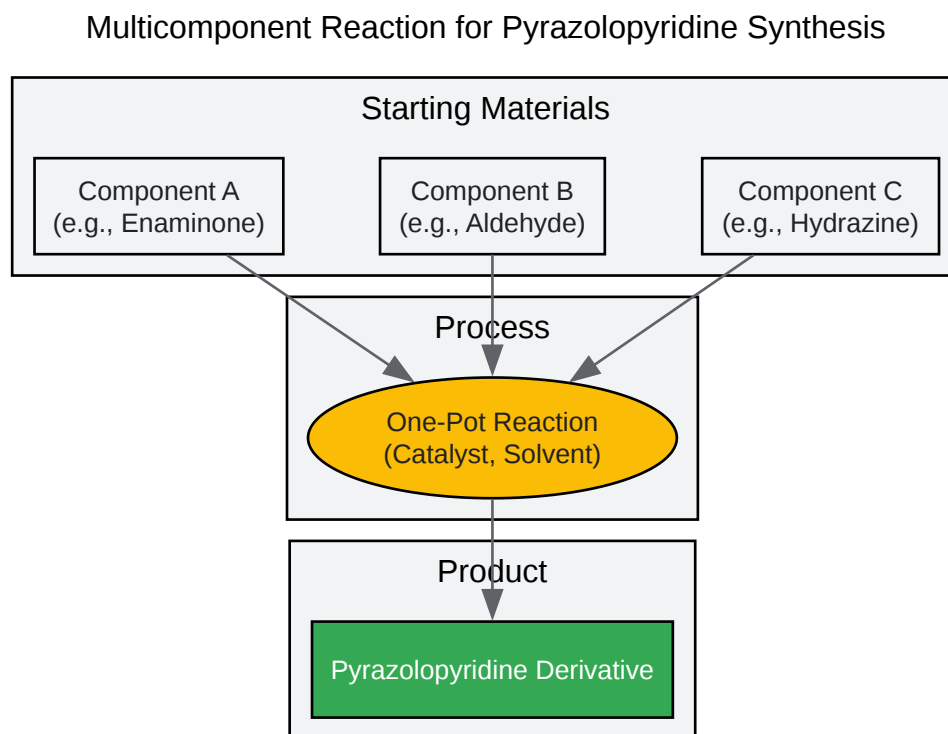 Multicomponent Reaction for Pyrazolopyridine Synthesis
Starting Materials
Component A
(e.g., Enaminone)
Component B
(e.g., Aldehyde)
Component C
(e.g., Hydrazine)
Process
One-Pot Reaction
(Catalyst, Solvent)
Product
Pyrazolopyridine Derivative